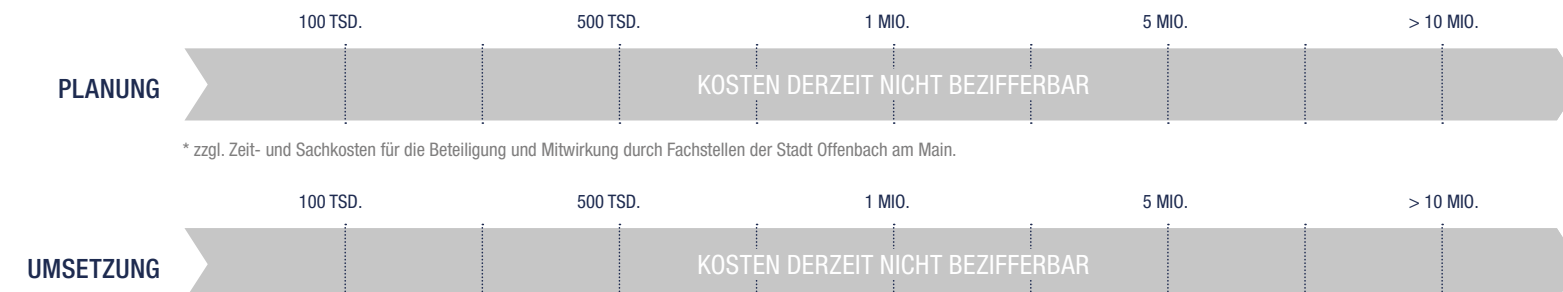 100 TSD. 500 TSD. 1 MIO. 5 MIO. > 10 MIO.
PLANUNG KOSTEN DERZEIT NICHT BEZIFFERBAR
* zzgl. Zeit- und Sachkosten für die Beteiligung und Mitwirkung durch Fachstellen der Stadt Offenbach am Main.
100 TSD. 500 TSD. 1 MIO. 5 MIO. > 10 MIO.
UMSETZUNG KOSTEN DERZEIT NICHT BEZIFFERBAR